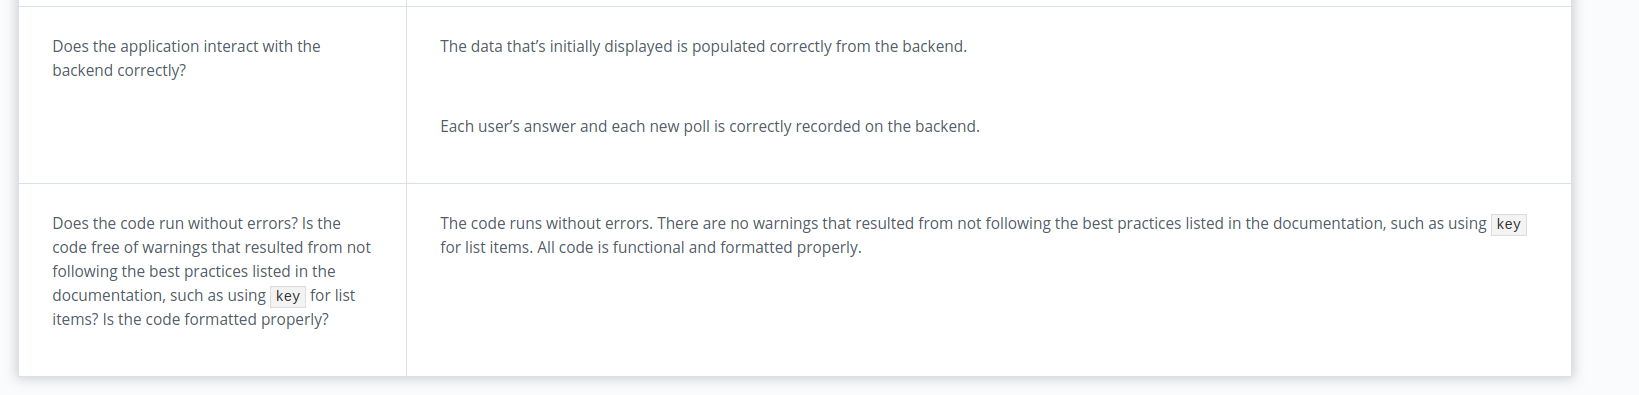 Does the application interact with the
backend correctly?
The data that’s initially displayed is populated correctly from the backend.
Each user’s answer and each new poll is correctly recorded on the backend.
Does the code run without errors? Is the
code free of warnings that resulted from not
following the best practices listed in the
documentation, such as using key for list
items? Is the code formatted properly?
The code runs without errors. There are no warnings that resulted from not following the best practices listed in the documentation, such as using key
for list items. All code is functional and formatted properly.